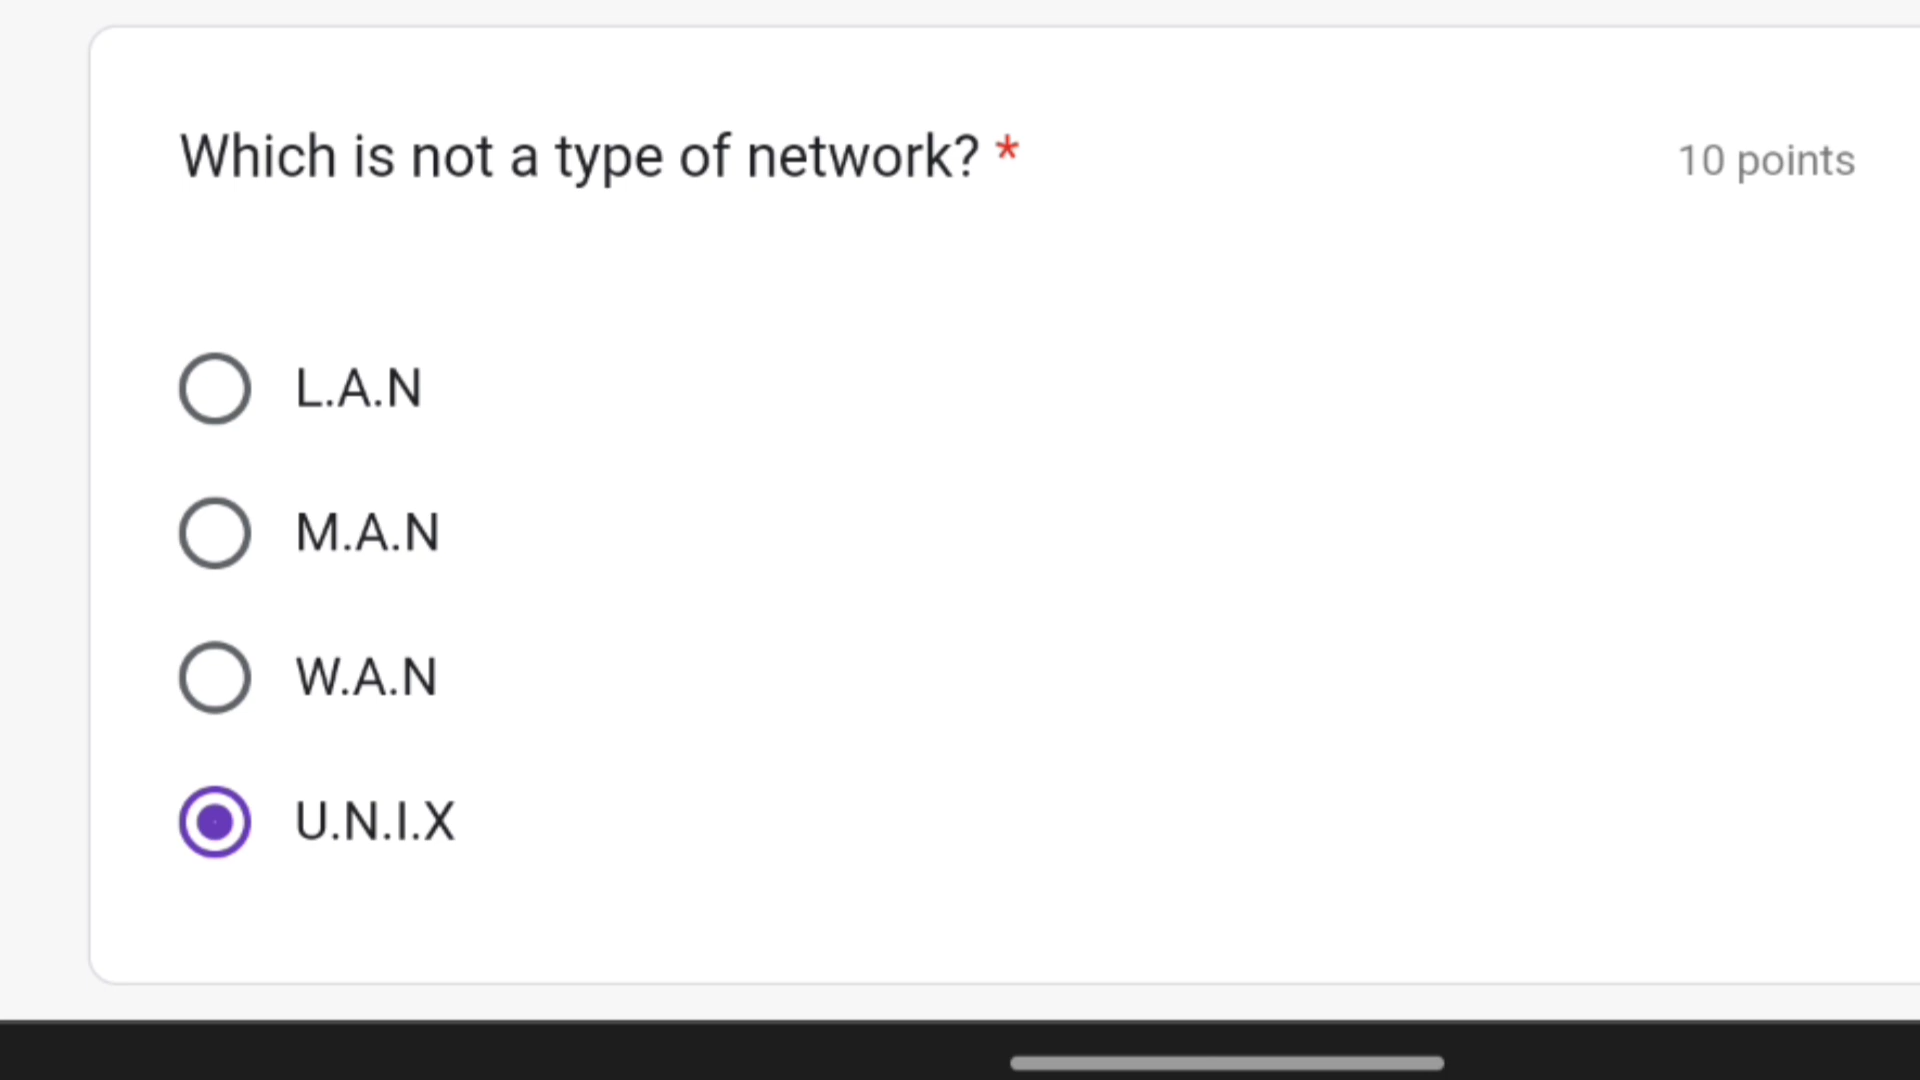 Which is not a type of network? *
10 points
L.A.N
M.A.N
W.A.N
U.N.I.X